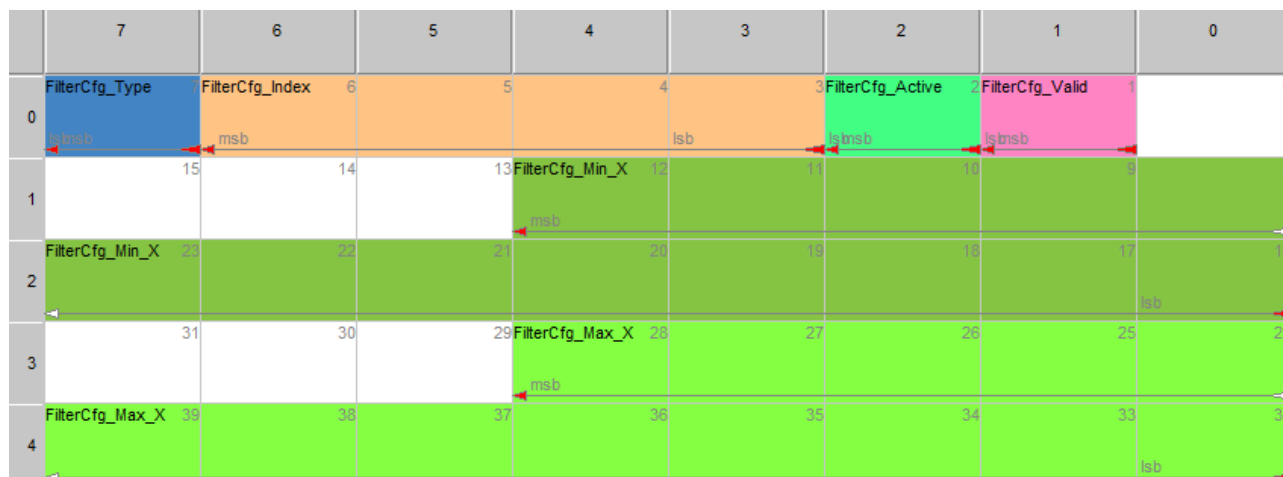 7 6 5 4 3 2 1 0
0 FilterCfg_Type 7 FilterCfg_Index 6 5 4 3 FilterCfg_Active 2 FilterCfg_Valid 1
lsb msb msb lsb lsb msb lsb msb
1 15 14 13 FilterCfg_Min_X 12 11 10 9
msb
2 FilterCfg_Min_X 23 22 21 20 19 18 17 1
lsb
3 31 30 29 FilterCfg_Max_X 28 27 26 25 2
msb
4 FilterCfg_Max_X 39 38 37 36 35 34 33 3
lsb